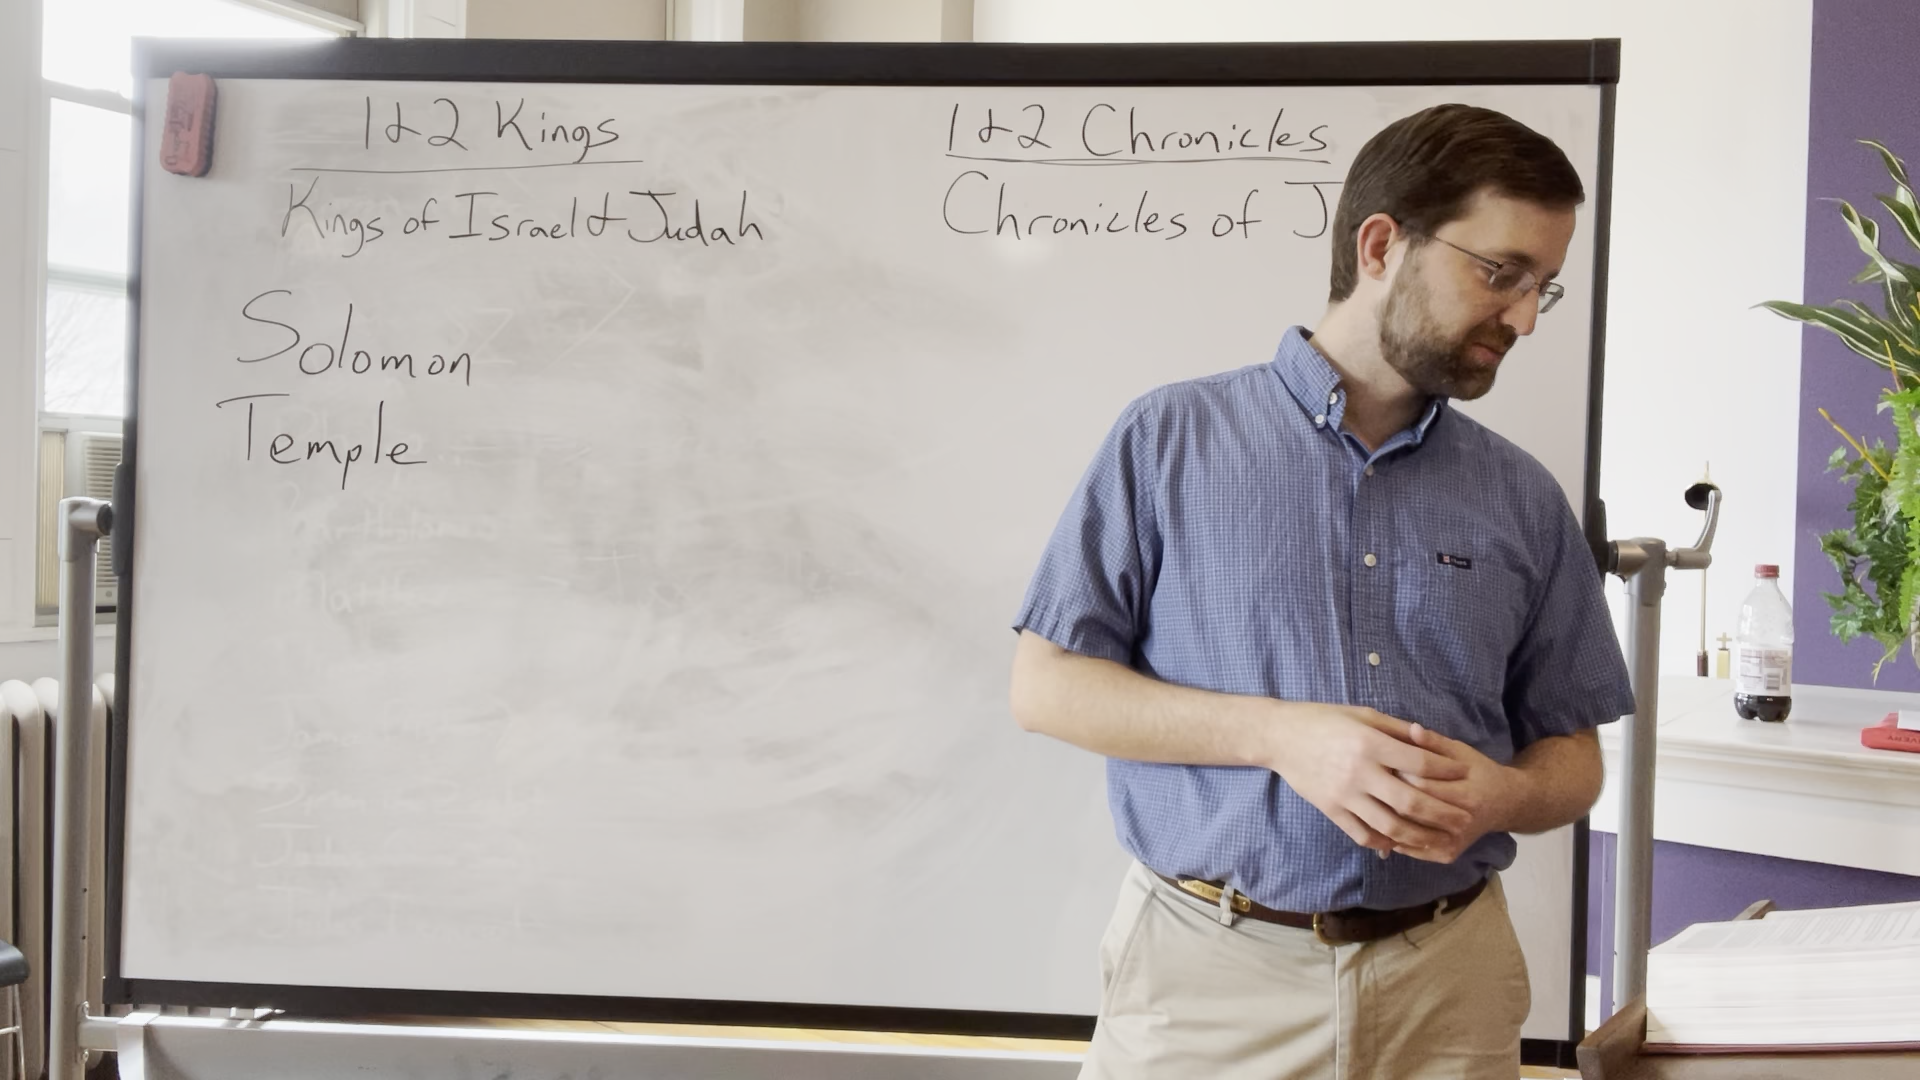 1 & 2 Kings
Kings of Israel & Judah
Solomon
Temple
1 & 2 Chronicles
Chronicles of J